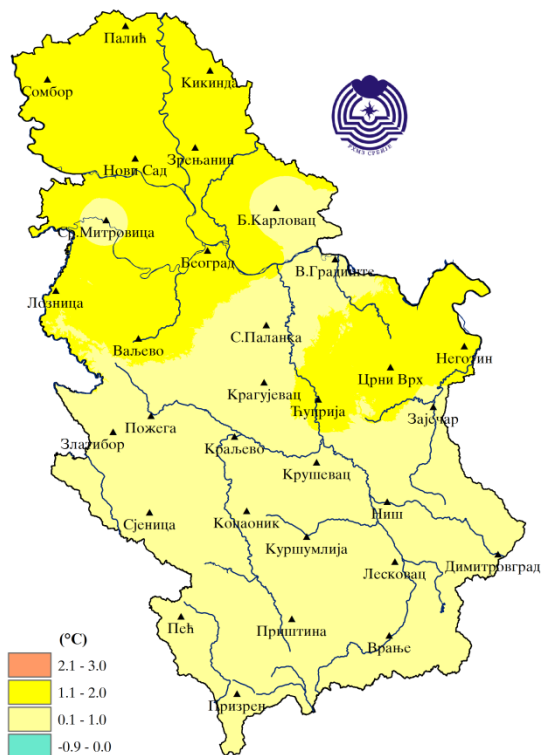 Палић
Кикинда
Сомбор
Зрењанин
Нови Сад
Б.Карловац
Ср.Митровица
Београд
В.Градиште
Лозница
С.Паланка
Ваљево
Неготин
Црни Врх
Крагујевац
Ћуприја
Зајечар
Пожега
Златибор
Краљево
Крушевац
Ниш
Сјеница
Копаоник
Куршумлија
Димитровград
Лесковац
Пећ
Приштина
Врање
Призрен
(°C)
2.1 - 3.0
1.1 - 2.0
0.1 - 1.0
-0.9 - 0.0
РХМЗ СРБИЈЕ